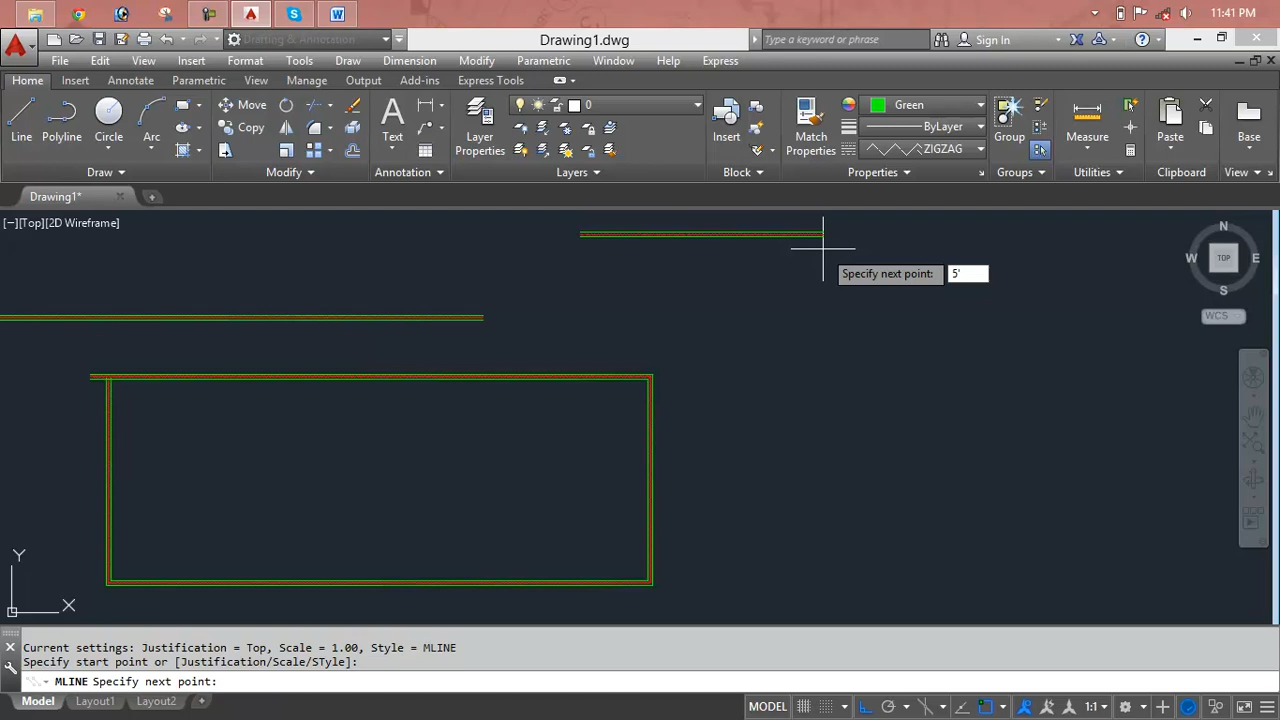 11:41 PM
Drafting & Annotation
Drawing1.dwg
Type a keyword or phrase
Sign In
File Edit View Insert Format Tools Draw Dimension Modify Parametric Window Help Express
Home Insert Annotate Parametric View Manage Output Add-ins Express Tools
Move
0
Green
Copy
ByLayer
ZIGZAG
Line Polyline Circle Arc
Text
Layer Properties
Insert
Match Properties
Group
Measure
Paste
Base
Draw Modify Annotation Layers Block Properties Groups Utilities Clipboard View
Drawing1*
[−][Top][2D Wireframe]
N
W TOP E
S
WCS
Specify next point: 5'
Y
X
Current settings: Justification = Top, Scale = 1.00, Style = MLINE
Specify start point or [Justification/Scale/STyle]:
MLINE Specify next point:
Model Layout1 Layout2
MODEL
1:1